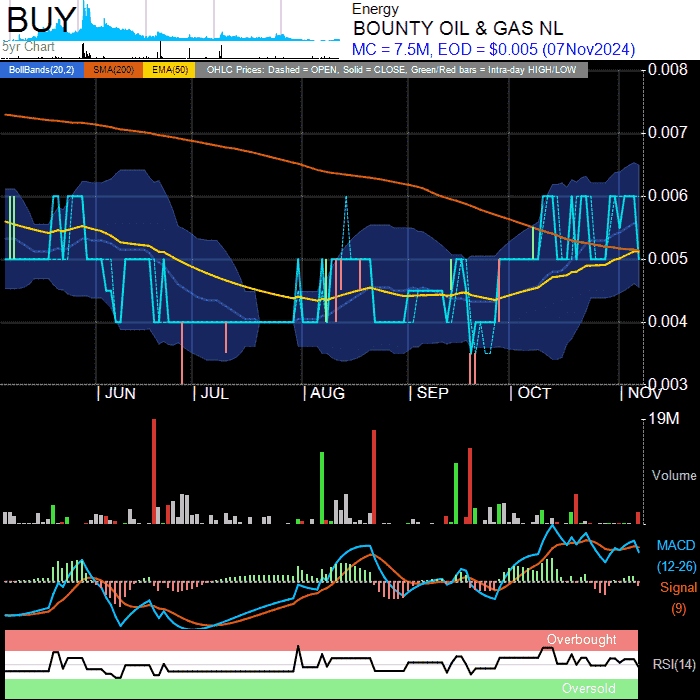 BUY
5yr Chart
Energy
BOUNTY OIL & GAS NL
MC = 7.5M, EOD = $0.005 (07Nov2024)
BollBands(20,2) SMA(200) EMA(50) OHLC Prices: Dashed = OPEN, Solid = CLOSE, Green/Red bars = Intra-day HIGH/LOW
0.008
0.007
0.006
0.005
0.004
0.003
JUN JUL AUG SEP OCT NOV
19M
Volume
MACD
(12-26)
Signal
(9)
Overbought
RSI(14)
Oversold